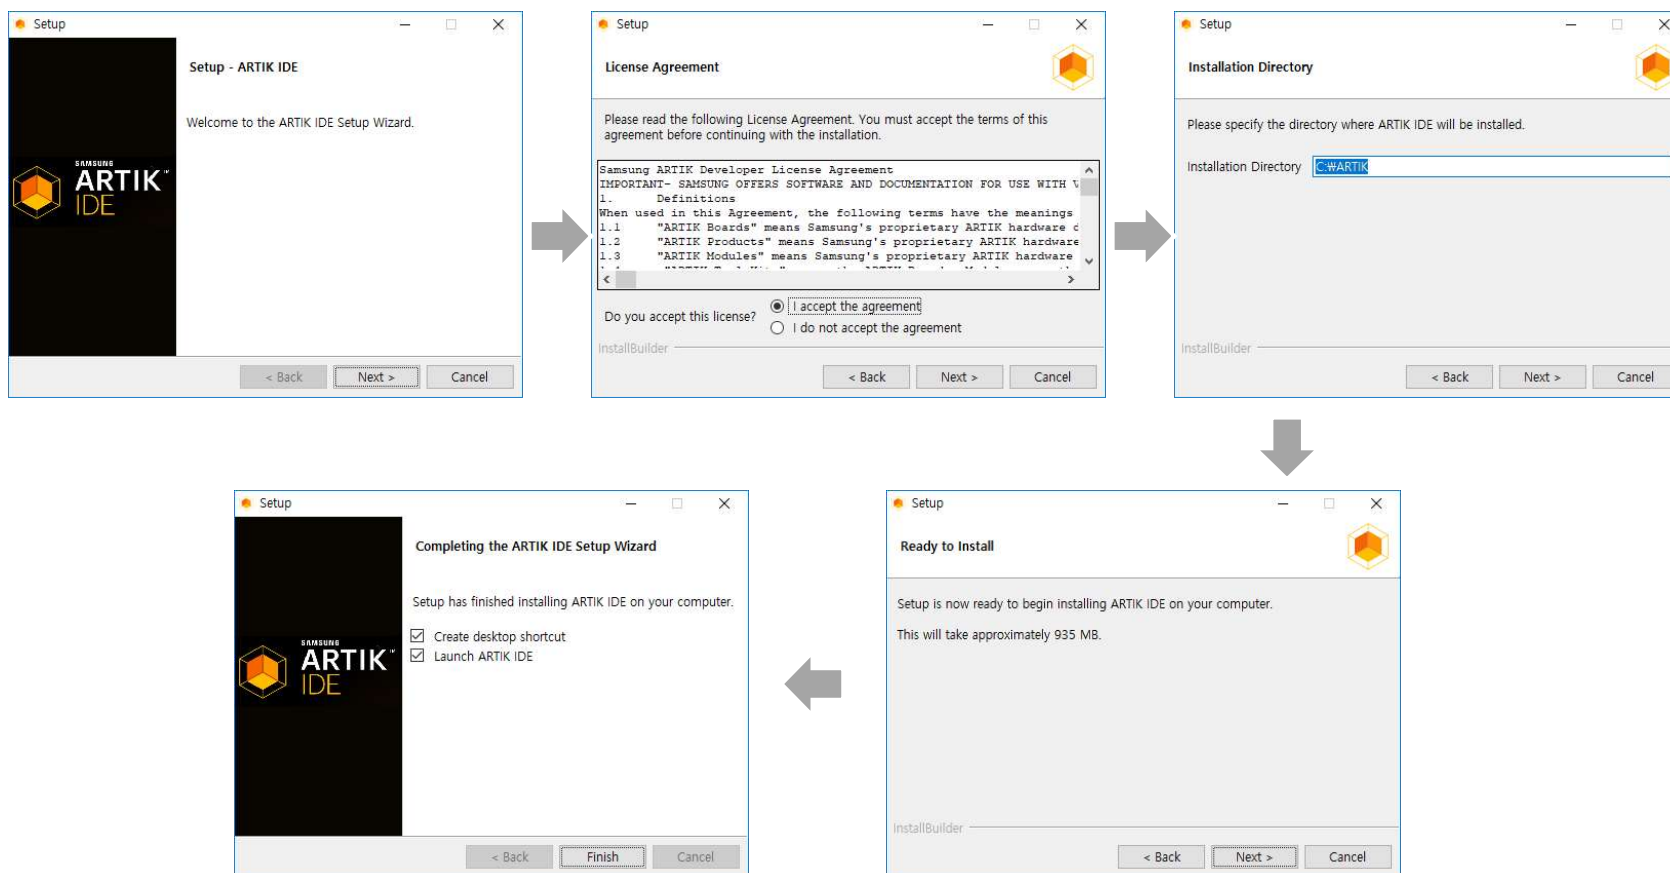 Setup
Setup - ARTIK IDE
Welcome to the ARTIK IDE Setup Wizard.
SAMSUNG
ARTIK™
IDE
< Back
Next >
Cancel
Setup
License Agreement
Please read the following License Agreement. You must accept the terms of this
agreement before continuing with the installation.
Samsung ARTIK Developer License Agreement
IMPORTANT- SAMSUNG OFFERS SOFTWARE AND DOCUMENTATION FOR USE WITH
1. Definitions
When used in this Agreement, the following terms have the meanings
1.1 "ARTIK Boards" means Samsung's proprietary ARTIK hardware
1.2 "ARTIK Products" means Samsung's proprietary ARTIK hardware
1.3 "ARTIK Modules" means Samsung's proprietary ARTIK hardware
Do you accept this license?
I accept the agreement
I do not accept the agreement
InstallBuilder
< Back
Next >
Cancel
Setup
Installation Directory
Please specify the directory where ARTIK IDE will be installed.
Installation Directory
C:₩ARTIK
InstallBuilder
< Back
Next >
Cancel
Setup
Completing the ARTIK IDE Setup Wizard
Setup has finished installing ARTIK IDE on your computer.
Create desktop shortcut
Launch ARTIK IDE
SAMSUNG
ARTIK™
IDE
< Back
Finish
Cancel
Setup
Ready to Install
Setup is now ready to begin installing ARTIK IDE on your computer.
This will take approximately 935 MB.
InstallBuilder
< Back
Next >
Cancel